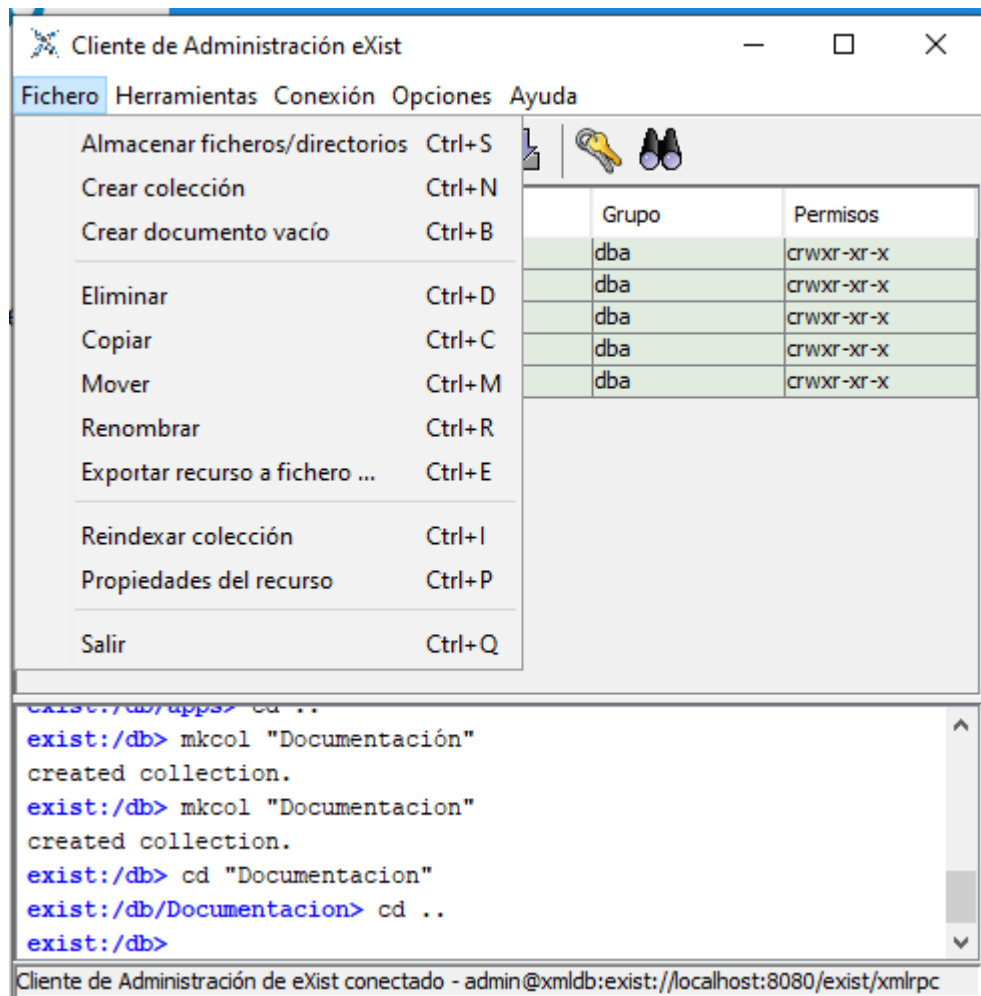 Cliente de Administración eXist
Fichero Herramientas Conexión Opciones Ayuda
Almacenar ficheros/directorios Ctrl+S
Crear colección Ctrl+N
Crear documento vacío Ctrl+B
Eliminar Ctrl+D
Copiar Ctrl+C
Mover Ctrl+M
Renombrar Ctrl+R
Exportar recurso a fichero ... Ctrl+E
Reindexar colección Ctrl+I
Propiedades del recurso Ctrl+P
Salir Ctrl+Q
Grupo Permisos
dba crwxr-xr-x
dba crwxr-xr-x
dba crwxr-xr-x
dba crwxr-xr-x
dba crwxr-xr-x
exist:/db/apps> cd ..
exist:/db> mkcol "Documentación"
created collection.
exist:/db> mkcol "Documentacion"
created collection.
exist:/db> cd "Documentacion"
exist:/db/Documentacion> cd ..
exist:/db>
Cliente de Administración de eXist conectado - admin@xmldb:exist://localhost:8080/exist/xmlrpc